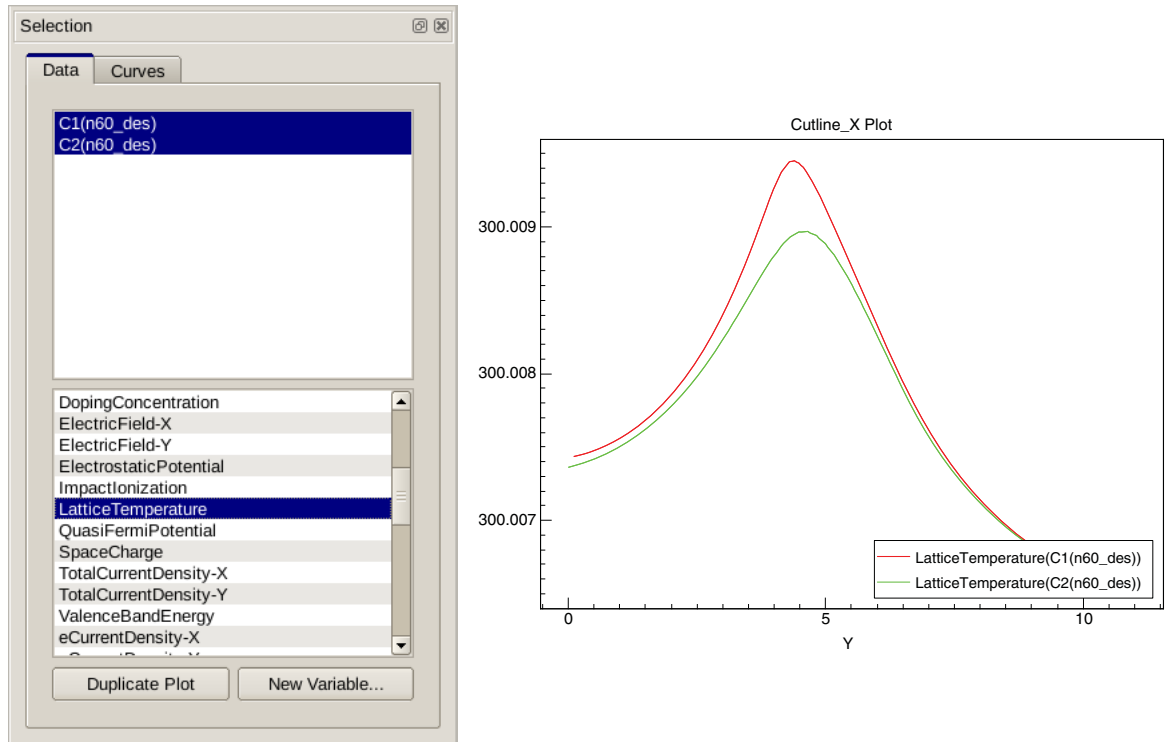 Selection
Data
Curves
C1(n60_des)
C2(n60_des)
DopingConcentration
ElectricField-X
ElectricField-Y
ElectrostaticPotential
ImpactIonization
LatticeTemperature
QuasiFermiPotential
SpaceCharge
TotalCurrentDensity-X
TotalCurrentDensity-Y
ValenceBandEnergy
eCurrentDensity-X
Duplicate Plot
New Variable...
Cutline_X Plot
300.009
300.008
300.007
LatticeTemperature(C1(n60_des))
LatticeTemperature(C2(n60_des))
0
5
10
Y